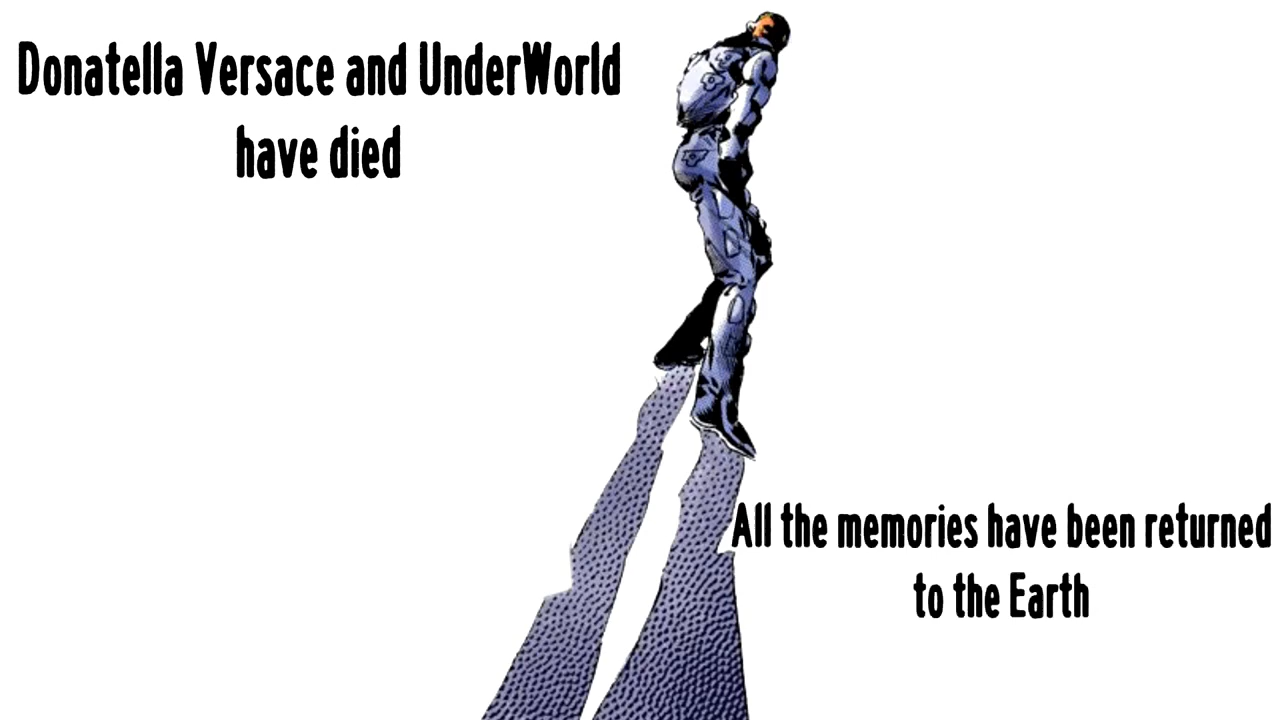 Donatella Versace and UnderWorld
have died
All the memories have been returned
to the Earth